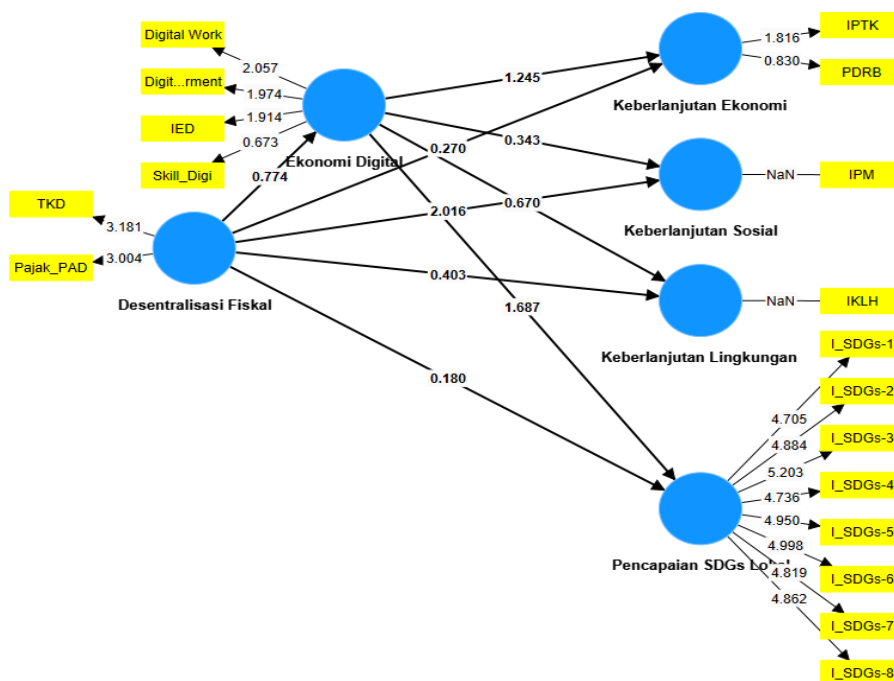 Digital Work
Digit...rment
IED
Skill_Digi
2.057
1.974
1.914
0.673
Ekonomi Digital
0.774
TKD
Pajak_PAD
3.181
3.004
Desentralisasi Fiskal
1.245
0.270
0.343
2.016
0.670
0.403
1.687
0.180
Keberlanjutan Ekonomi
1.816
0.830
IPTK
PDRB
Keberlanjutan Sosial
NaN
IPM
Keberlanjutan Lingkungan
NaN
IKLH
Pencapaian SDGs Lokal
4.705
4.884
5.203
4.736
4.950
4.998
4.819
4.862
I_SDGs-1
I_SDGs-2
I_SDGs-3
I_SDGs-4
I_SDGs-5
I_SDGs-6
I_SDGs-7
I_SDGs-8